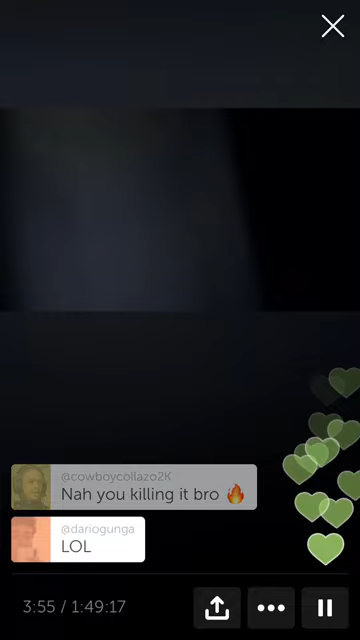 @cowboycollazo2K
Nah you killing it bro 🔥
@dariogunga
LOL
3:55 / 1:49:17